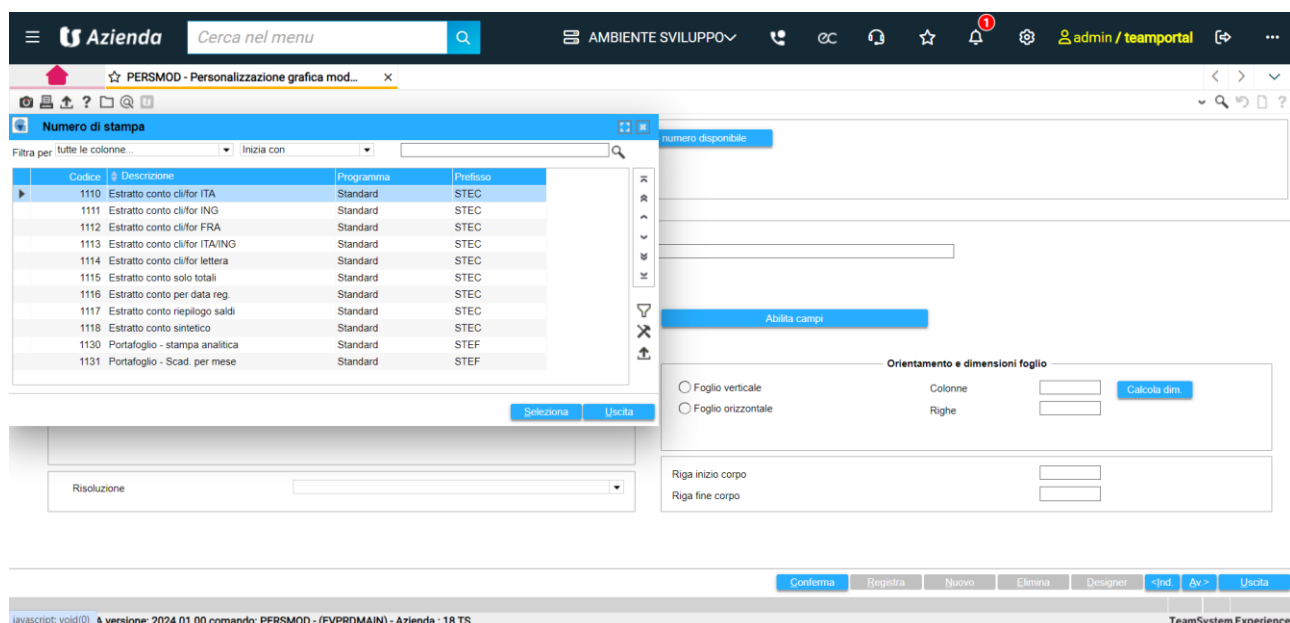 Azienda
Cerca nel menu
AMBIENTE SVILUPPO
1
admin / teamportal
PERSMOD - Personalizzazione grafica mod...
Numero di stampa
numero disponibile
Filtra per tutte le colonne... Inizia con
Codice Descrizione Programma Prefisso
1110 Estratto conto cli/for ITA Standard STEC
1111 Estratto conto cli/for ING Standard STEC
1112 Estratto conto cli/for FRA Standard STEC
1113 Estratto conto cli/for ITA/ING Standard STEC
1114 Estratto conto cli/for lettera Standard STEC
1115 Estratto conto solo totali Standard STEC
1116 Estratto conto per data reg. Standard STEC
1117 Estratto conto riepilogo saldi Standard STEC
1118 Estratto conto sintetico Standard STEC
1130 Portafoglio - stampa analitica Standard STEF
1131 Portafoglio - Scad. per mese Standard STEF
Abilita campi
Orientamento e dimensioni foglio
Foglio verticale Colonne Calcola dim.
Foglio orizzontale Righe
Seleziona Uscita
Riga inizio corpo
Risoluzione
Riga fine corpo
Conferma Registra Nuovo Elimina Designer <Ind. Av> Uscita
javascript: void(0) A versione: 2024.01.00 comando: PERSMOD - (EVPRDMAIN) - Azienda : 18 TS TeamSystem Experience